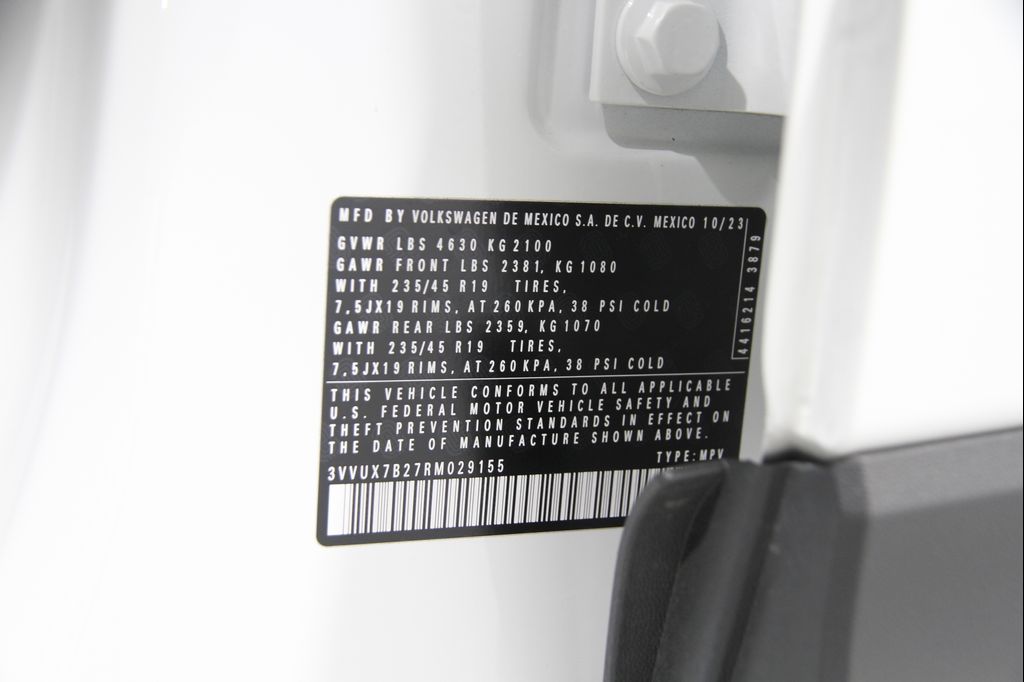 MFD BY VOLKSWAGEN DE MEXICO S.A. DE C.V. MEXICO 10/23
GVWR LBS 4630 KG 2100
GAWR FRONT LBS 2381, KG 1080
WITH 235/45 R19 TIRES,
7,5JX19 RIMS, AT 260 KPA, 38 PSI COLD
GAWR REAR LBS 2359, KG 1070
WITH 235/45 R19 TIRES,
7,5JX19 RIMS, AT 260 KPA, 38 PSI COLD
4416214 3879
THIS VEHICLE CONFORMS TO ALL APPLICABLE
U.S. FEDERAL MOTOR VEHICLE SAFETY AND
THEFT PREVENTION STANDARDS IN EFFECT ON
THE DATE OF MANUFACTURE SHOWN ABOVE.
TYPE: MPV
3VVUX7B27RM029155